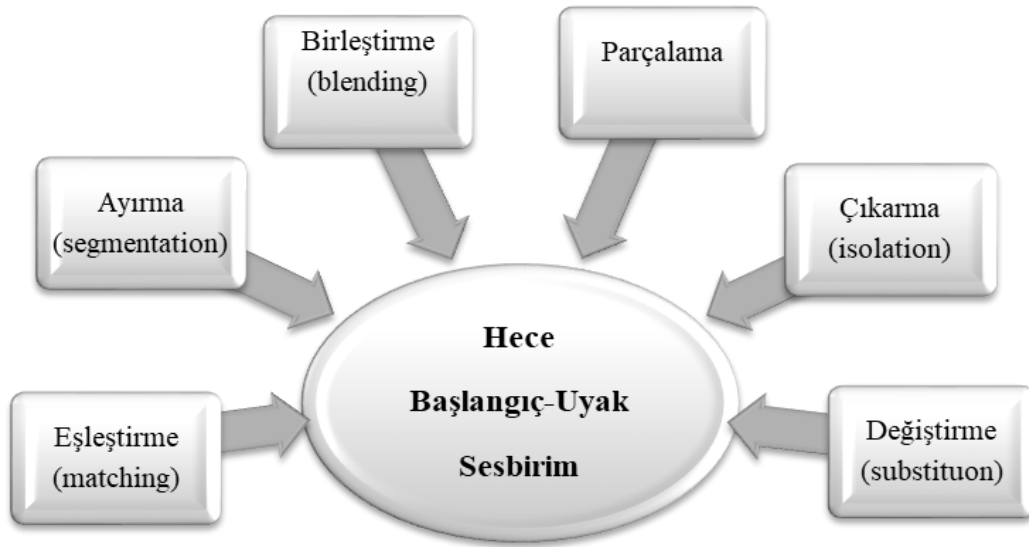 Birleştirme
(blending)
Parçalama
Ayırma
(segmentation)
Çıkarma
(isolation)
Hece
Başlangıç-Uyak
Sesbirim
Eşleştirme
(matching)
Değiştirme
(substituon)